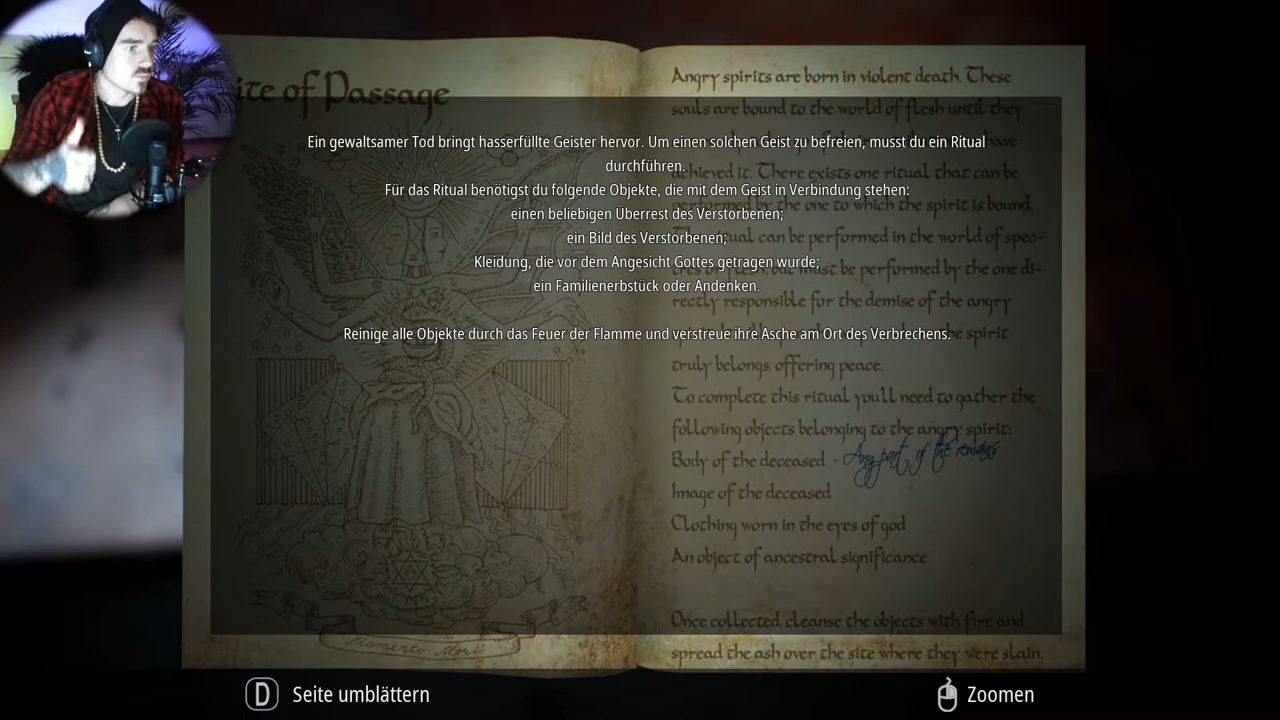 ite of Passage
Ein gewaltsamer Tod bringt hasserfüllte Geister hervor. Um einen solchen Geist zu befreien, musst du ein Ritual
durchführen.
Für das Ritual benötigst du folgende Objekte, die mit dem Geist in Verbindung stehen:
einen beliebigen Überrest des Verstorbenen;
ein Bild des Verstorbenen;
Kleidung, die vor dem Angesicht Gottes getragen wurde;
ein Familienerbstück oder Andenken.
Reinige alle Objekte durch das Feuer der Flamme und verstreue ihre Asche am Ort des Verbrechens.
Momento Mori
Angry spirits are born in violent death. These
souls are bound to the world of flesh until they
have
achieved it. There exists one ritual that can be
performed by the one to which the spirit is bound.
ritual can be performed in the world of spec-
tres or flesh, but must be performed by the one di-
rectly responsible for the demise of the angry
the spirit
truly belongs, offering peace.
To complete this ritual you'll need to gather the
following objects belonging to the angry spirit:
Body of the deceased - Any part of the remains
Image of the deceased
Clothing worn in the eyes of god
An object of ancestral significance
Once collected, cleanse the objects with fire and
spread the ash over the site where they were slain.
D Seite umblättern
Zoomen